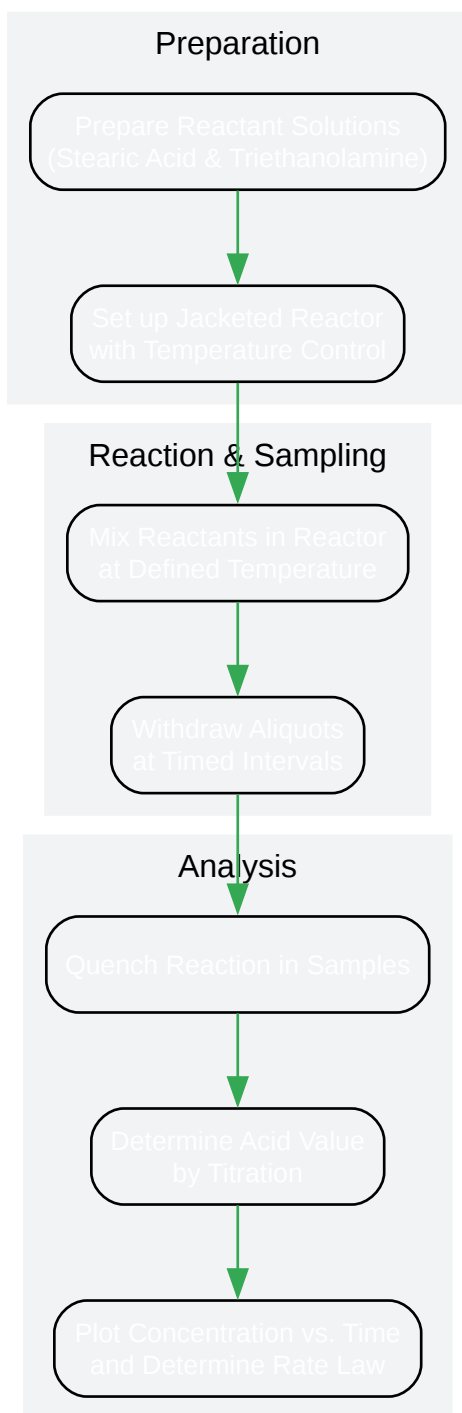 Preparation
Prepare Reactant Solutions
(Stearic Acid & Triethanolamine)
Set up Jacketed Reactor
with Temperature Control
Reaction & Sampling
Mix Reactants in Reactor
at Defined Temperature
Withdraw Aliquots
at Timed Intervals
Analysis
Quench Reaction in Samples
Determine Acid Value
by Titration
Plot Concentration vs. Time
and Determine Rate Law